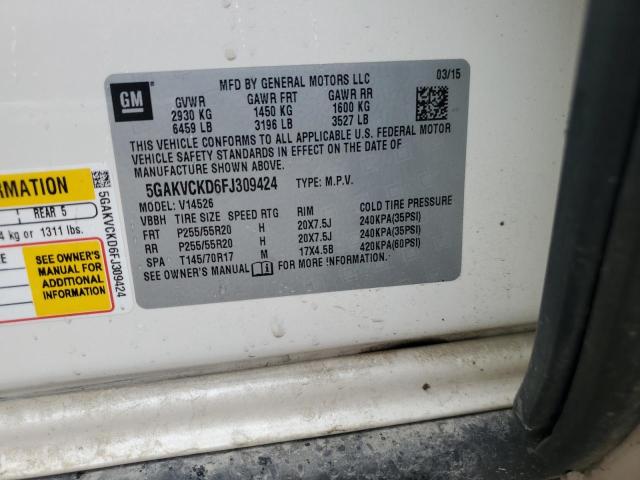 GM
MFD BY GENERAL MOTORS LLC 03/15
GVWR GAWR FRT GAWR RR
2930 KG 1450 KG 1600 KG
6459 LB 3196 LB 3527 LB
THIS VEHICLE CONFORMS TO ALL APPLICABLE U.S. FEDERAL MOTOR
VEHICLE SAFETY STANDARDS IN EFFECT ON THE DATE OF
MANUFACTURE SHOWN ABOVE.
5GAKVCKD6FJ309424 TYPE: M.P.V.
MODEL: V14526
VBBH TIRE SIZE SPEED RTG RIM COLD TIRE PRESSURE
FRT P255/55R20 H 20X7.5J 240KPA(35PSI)
RR P255/55R20 H 20X7.5J 240KPA(35PSI)
SPA T145/70R17 M 17X4.5B 420KPA(60PSI)
SEE OWNER'S MANUAL FOR MORE INFORMATION.
RMATION
REAR 5
4 kg or 1311 lbs.
SEE OWNER'S
MANUAL FOR
ADDITIONAL
INFORMATION
5GAKVCKD6FJ309424